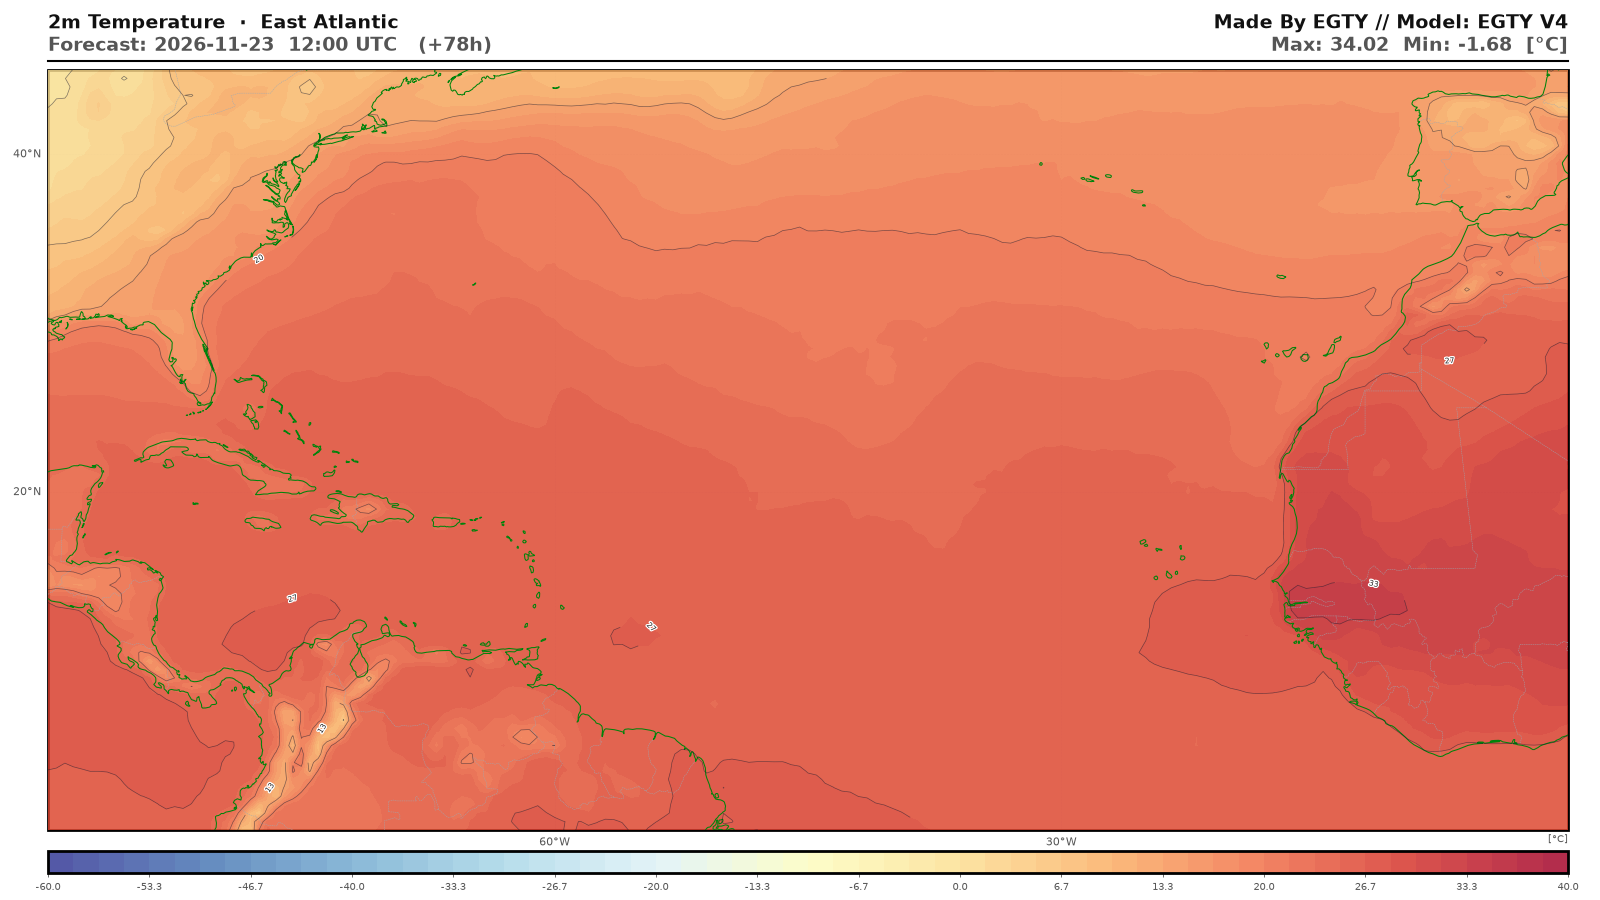 2m Temperature · East Atlantic
Made By EGTY // Model: EGTY V4
Forecast: 2026-11-23 12:00 UTC (+78h)
Max: 34.02 Min: -1.68 [°C]
40°N
20
27
20°N
33
27
27
13
13
60°W
30°W
[°C]
-60.0
-53.3
-46.7
-40.0
-33.3
-26.7
-20.0
-13.3
-6.7
0.0
6.7
13.3
20.0
26.7
33.3
40.0